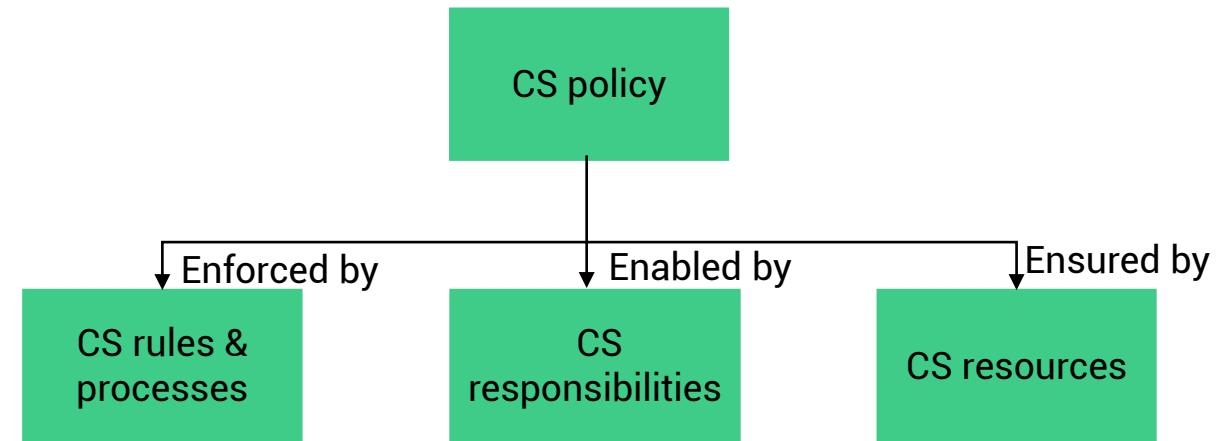 CS policy
Enforced by
Enabled by
Ensured by
CS rules &
processes
CS
responsibilities
CS resources